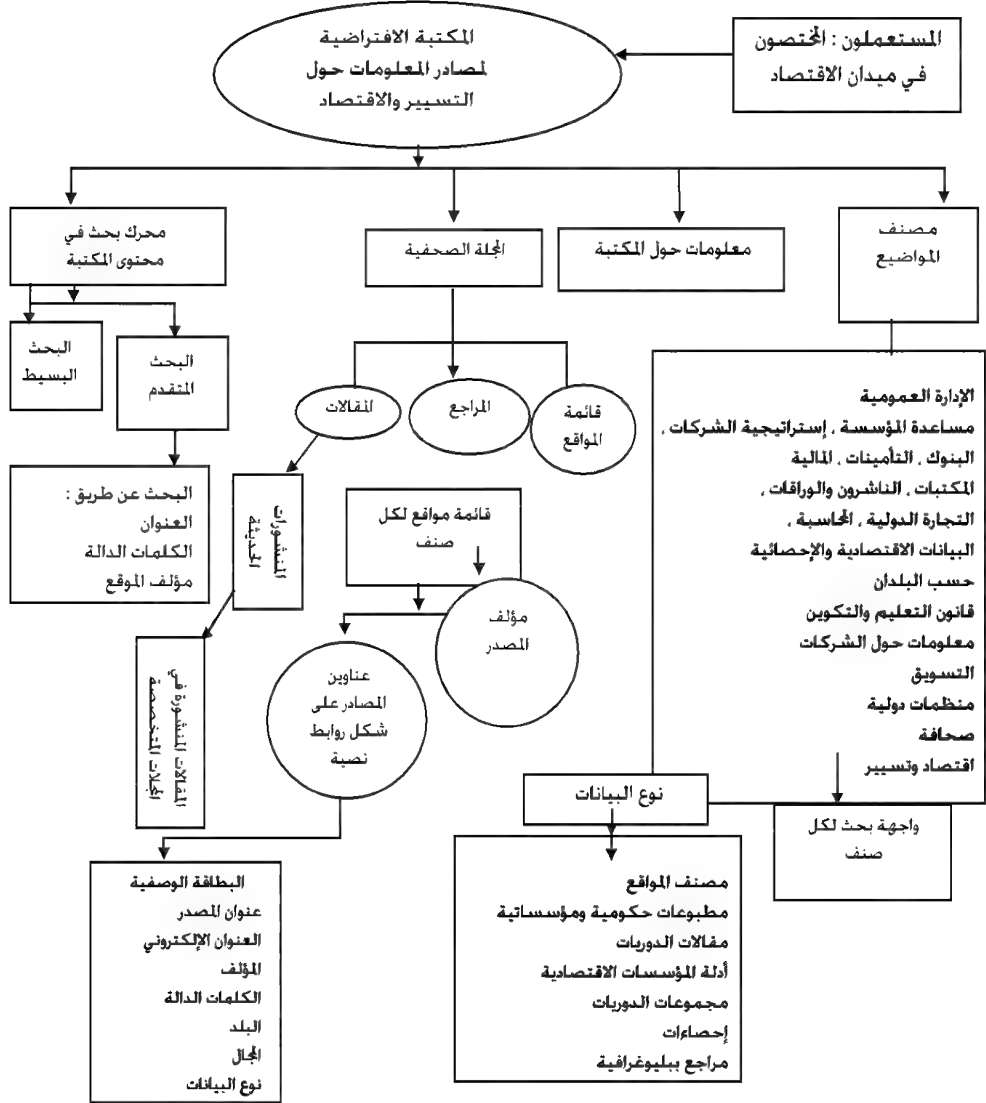 المكتبة الافتراضية
لمصادر المعلومات حول
التسيير والاقتصاد
المستعملون : المختصون
في ميدان الاقتصاد
مصنف
المواضيع
معلومات حول المكتبة
المجلة الصحفية
محرك بحث في
محتوى المكتبة
البحث
البسيط
البحث
المتقدم
المقالات
المراجع
قائمة
المواقع
البحث عن طريق :
العنوان
الكلمات الدالة
مؤلف الموقع
المنشورات
الحديثة
المقالات المنشورة في
المجلات المتخصصة
قائمة مواقع لكل
صنف
مؤلف
المصدر
عناوين
المصادر على
شكل روابط
نصية
الإدارة العمومية
مساعدة المؤسسة ، إستراتيجية الشركات ،
البنوك ، التأمينات ، المالية
المكتبات ، الناشرون والوراقات ،
التجارة الدولية ، المحاسبة ،
البيانات الاقتصادية والإحصائية
حسب البلدان
قانون التعليم والتكوين
معلومات حول الشركات
التسويق
منظمات دولية
صحافة
اقتصاد وتسيير
نوع البيانات
واجهة بحث لكل
صنف
مصنف المواقع
مطبوعات حكومية ومؤسساتية
مقالات الدوريات
أدلة المؤسسات الاقتصادية
مجموعات الدوريات
إحصاءات
مراجع ببليوغرافية
البطاقة الوصفية
عنوان المصدر
العنوان الإلكتروني
المؤلف
الكلمات الدالة
البلد
المجال
نوع البيانات